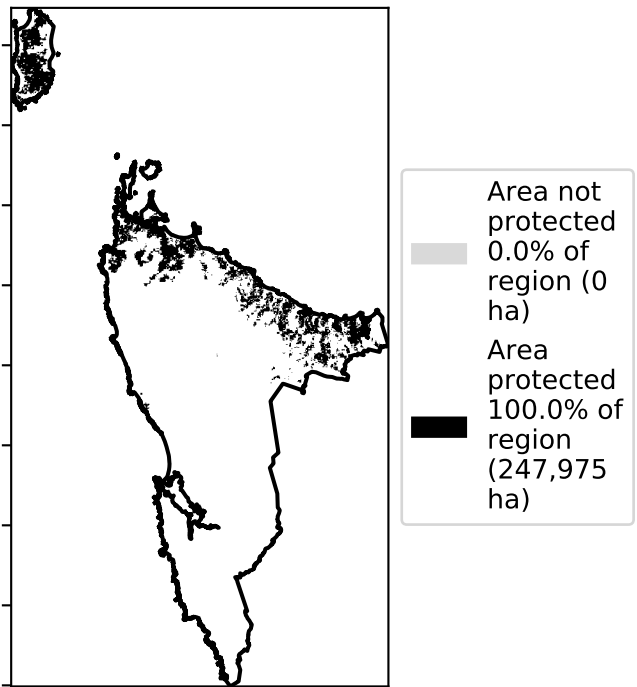 Area not
protected
0.0% of
region (0
ha)
Area
protected
100.0% of
region
(247,975
ha)